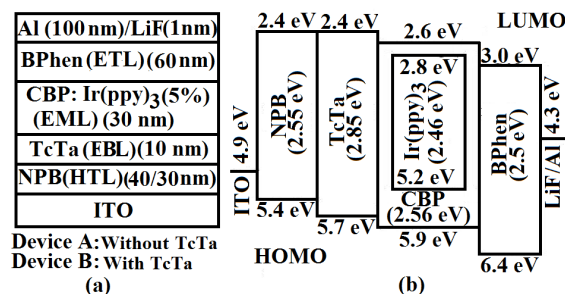 Al (100nm)/LiF(1nm)
BPhen (ETL)(60nm)
CBP: Ir(ppy)3(5%)
(EML) (30 nm)
TcTa (EBL)(10 nm)
NPB(HTL)(40/30nm)
ITO
Device A: Without TcTa
Device B: With TcTa
(a)
2.4 eV
2.4 eV
2.6 eV
LUMO
2.8 eV
3.0 eV
4.9 eV
ITO
NPB
(2.55 eV)
TcTa
(2.85 eV)
Ir(ppy)3
(2.46 eV)
BPhen
(2.5 eV)
4.3 eV
LiF/Al
5.2 eV
CBP
(2.56 eV)
5.4 eV
5.7 eV
5.9 eV
6.4 eV
HOMO
(b)